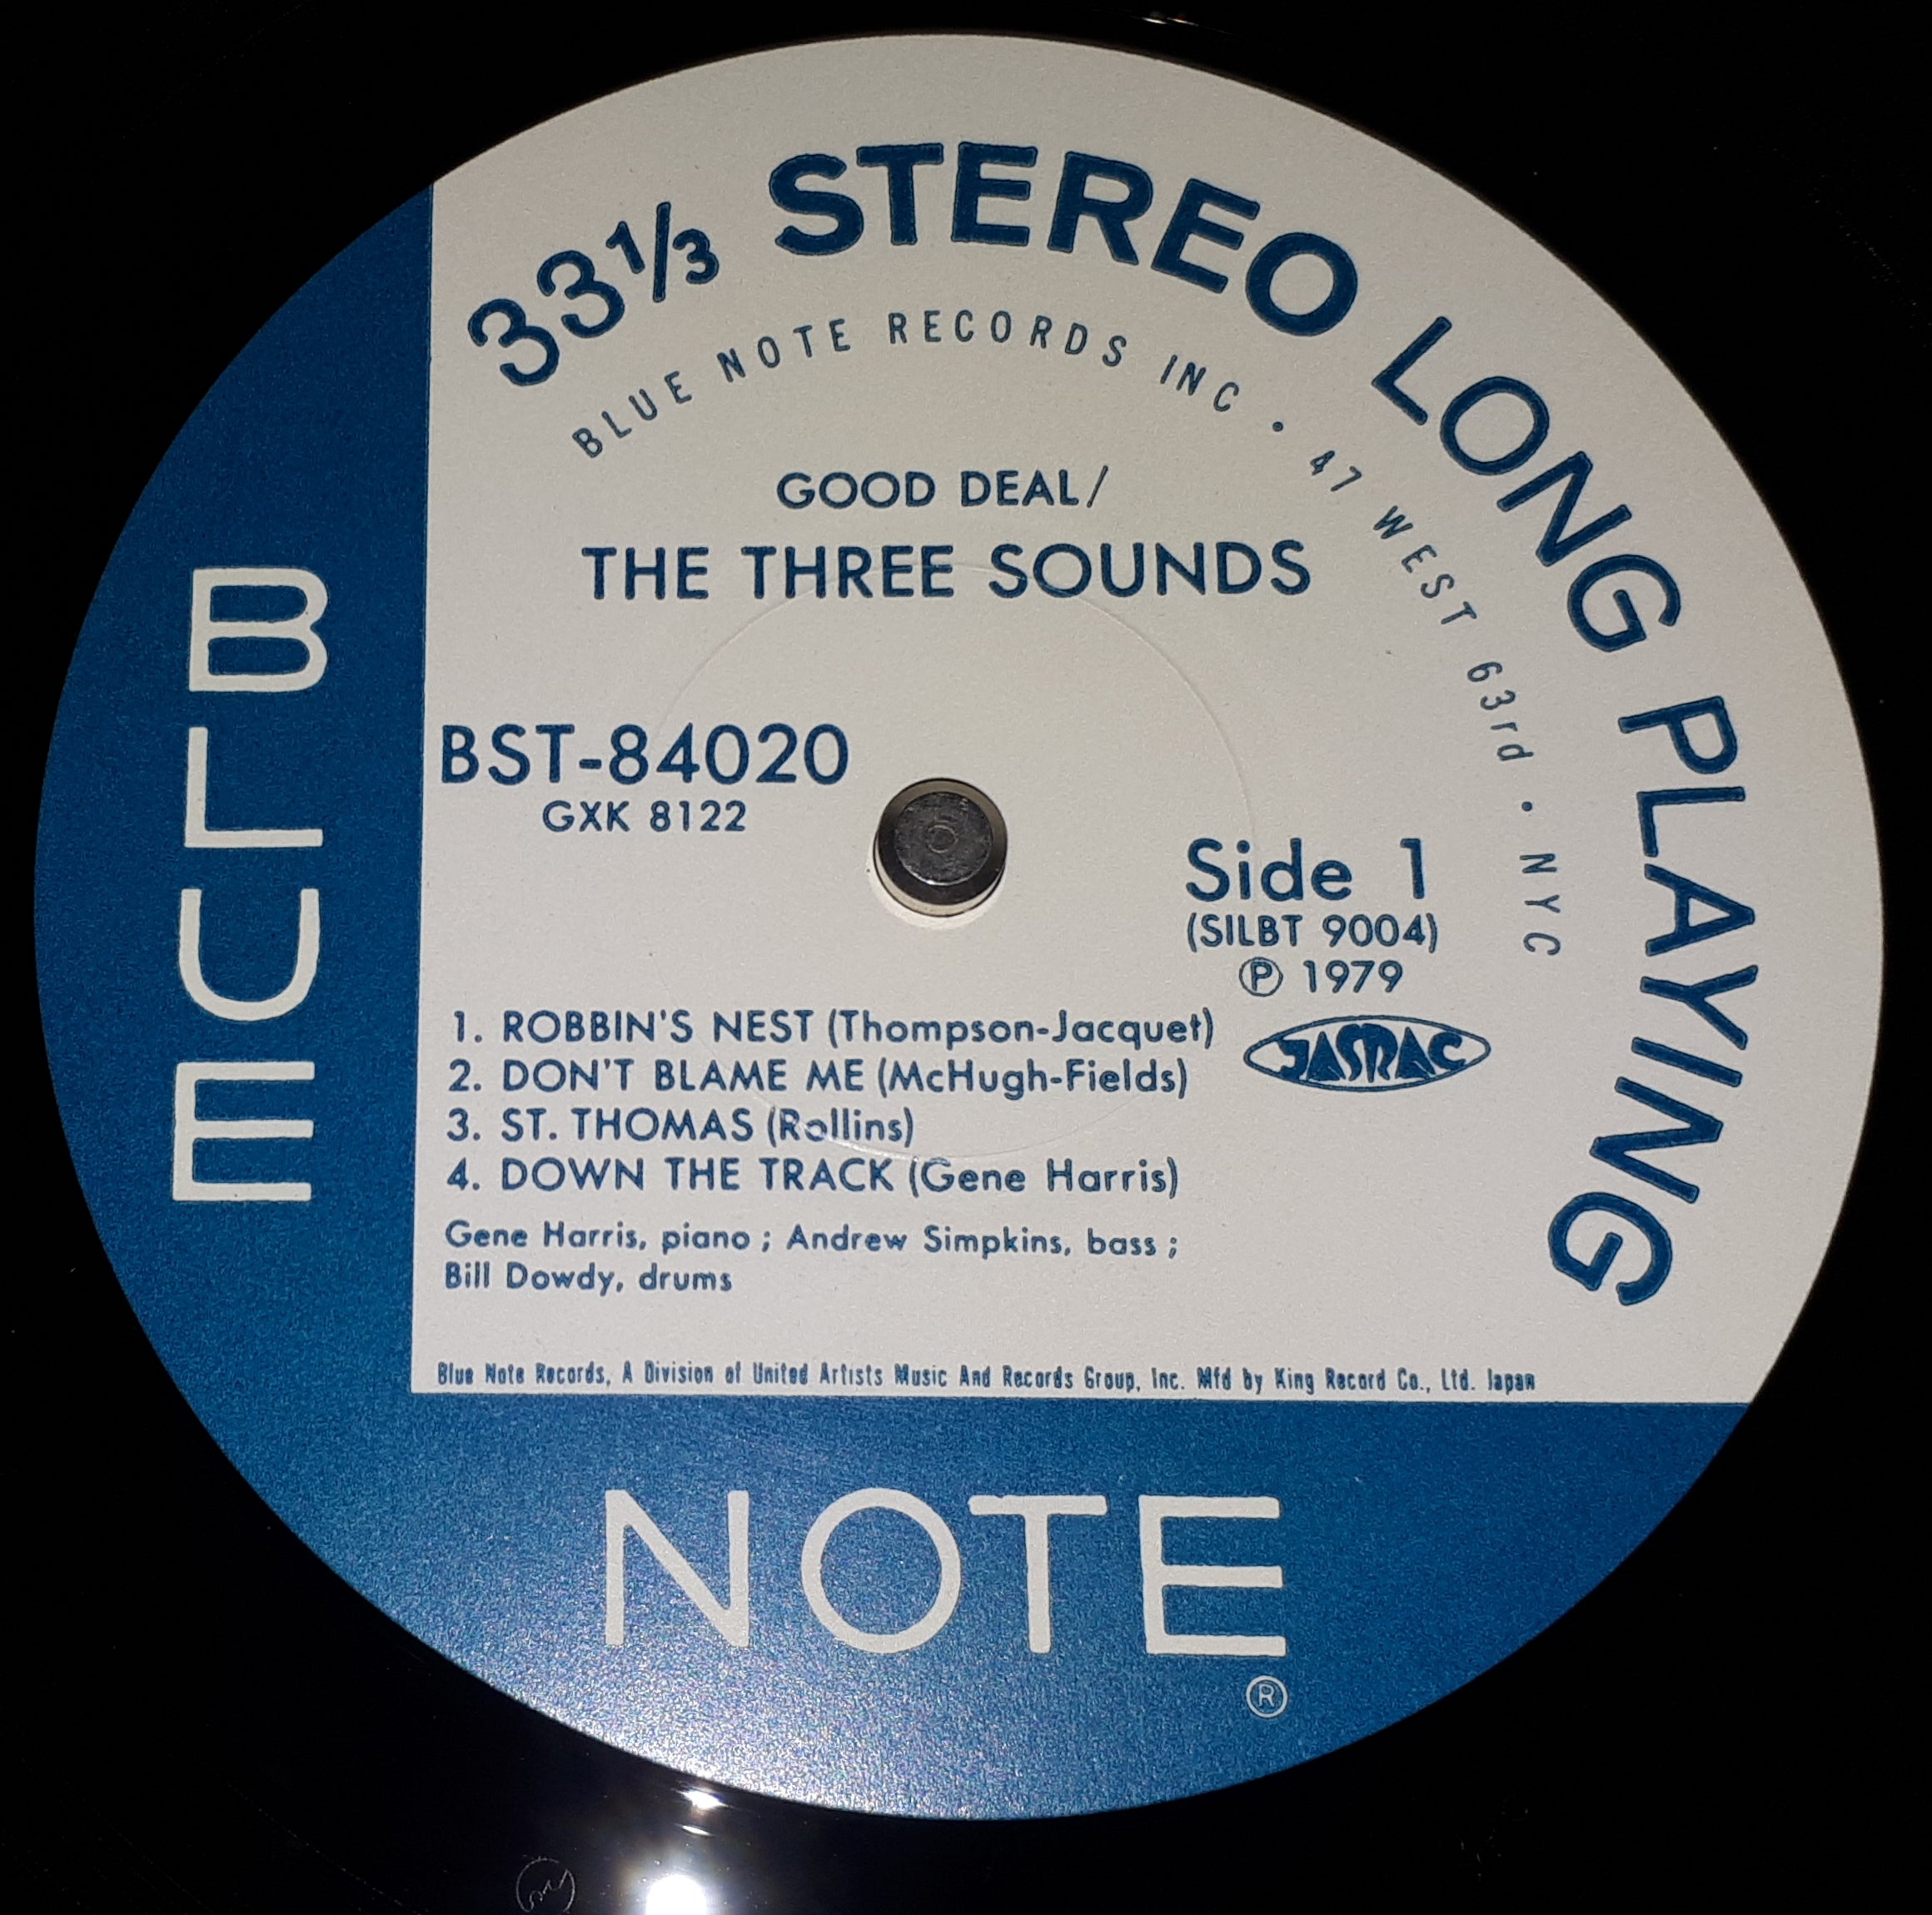 33⅓ STEREO LONG PLAYING
BLUE NOTE RECORDS INC · 47 WEST 63rd · NYC
GOOD DEAL/
THE THREE SOUNDS
BST-84020
GXK 8122
Side 1
(SILBT 9004)
Ⓟ 1979
1. ROBBIN'S NEST (Thompson-Jacquet)
JASRAC
2. DON'T BLAME ME (McHugh-Fields)
3. ST. THOMAS (Rollins)
4. DOWN THE TRACK (Gene Harris)
Gene Harris, piano ; Andrew Simpkins, bass ;
Bill Dowdy, drums
Blue Note Records, A Division of United Artists Music And Records Group, Inc. Mfd by King Record Co., Ltd. Japan
BLUE
NOTE
®